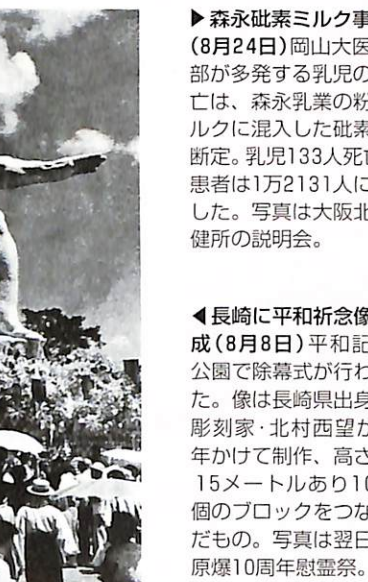 ▶森永砒素ミルク事
(8月24日)岡山大医
部が多発する乳児の
亡は、森永乳業の粉
ルクに混入した砒素
断定。乳児133人死亡
患者は1万2131人に
した。写真は大阪北
健所の説明会。
◀長崎に平和祈念像
成(8月8日)平和記
公園で除幕式が行わ
た。像は長崎県出身
彫刻家・北村西望が
年かけて制作、高さ
15メートルあり10
個のブロックをつな
だもの。写真は翌日
原爆10周年慰霊祭。